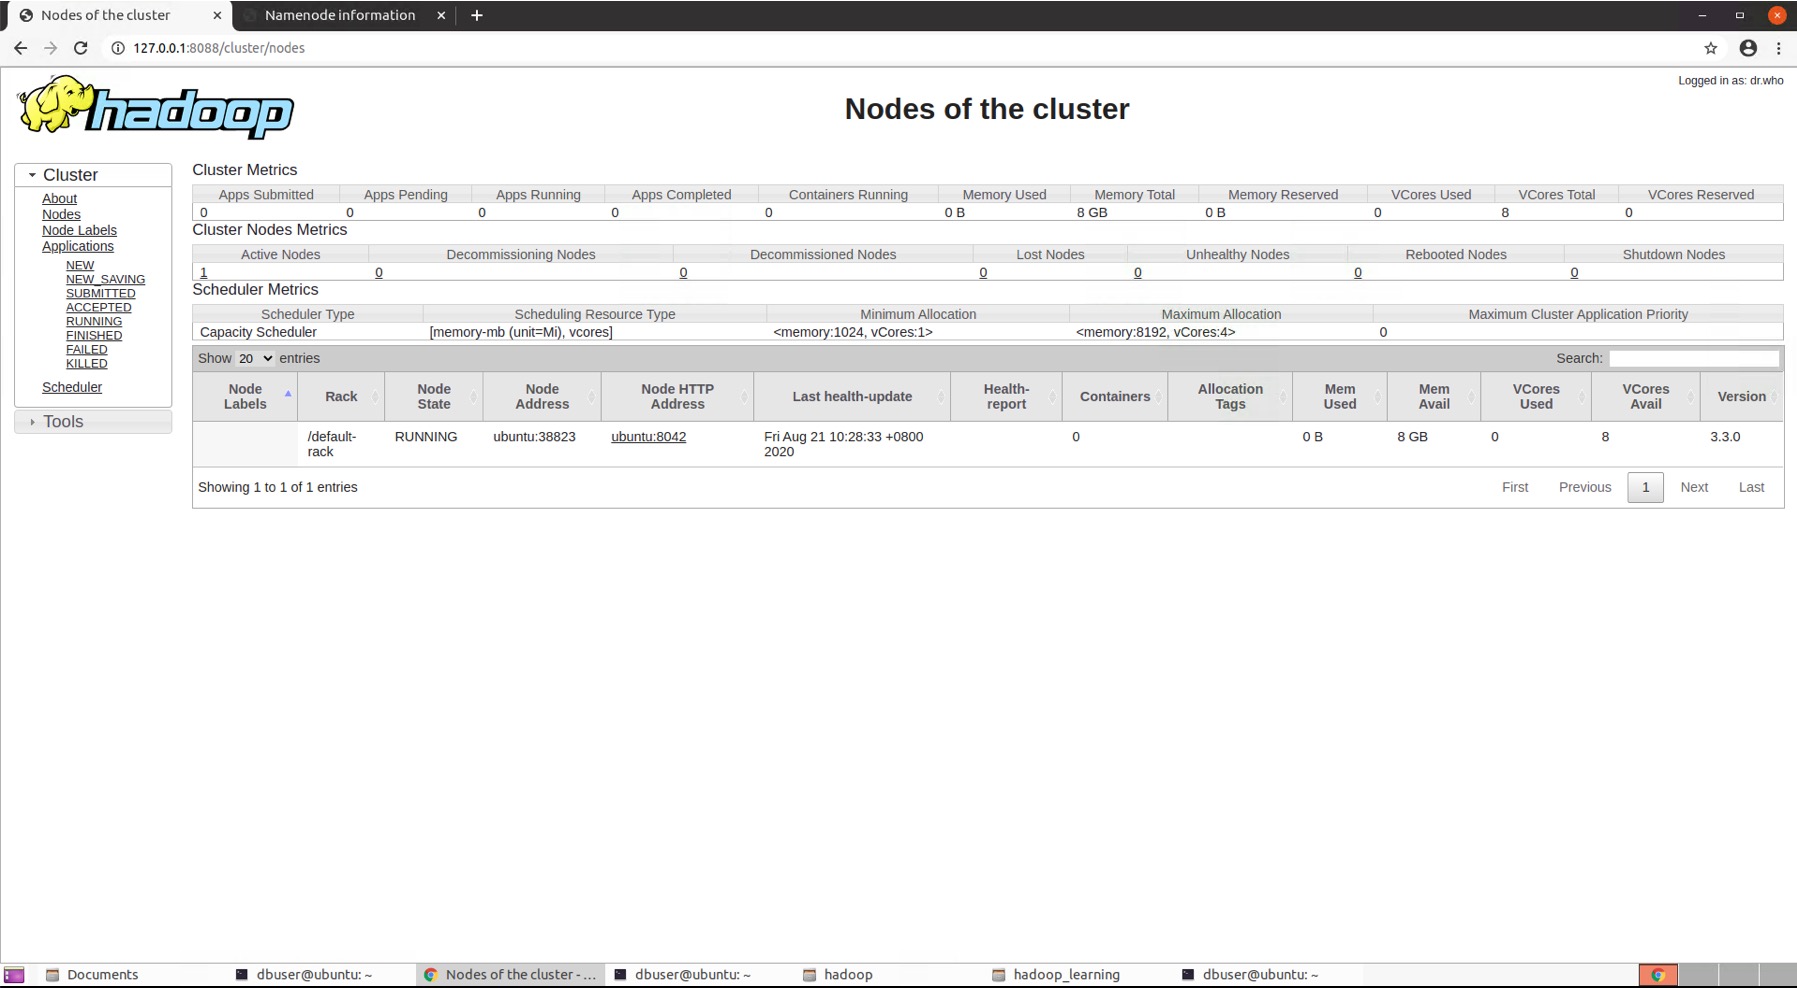 Nodes of the cluster
Namenode information
127.0.0.1:8088/cluster/nodes
Logged in as: dr.who
hadoop
Nodes of the cluster
Cluster
About
Nodes
Node Labels
Applications
NEW
NEW_SAVING
SUBMITTED
ACCEPTED
RUNNING
FINISHED
FAILED
KILLED
Scheduler
Tools
Cluster Metrics
Apps Submitted Apps Pending Apps Running Apps Completed Containers Running Memory Used Memory Total Memory Reserved VCores Used VCores Total VCores Reserved
0 0 0 0 0 0 B 8 GB 0 B 0 8 0
Cluster Nodes Metrics
Active Nodes Decommissioning Nodes Decommissioned Nodes Lost Nodes Unhealthy Nodes Rebooted Nodes Shutdown Nodes
1 0 0 0 0 0 0
Scheduler Metrics
Scheduler Type Scheduling Resource Type Minimum Allocation Maximum Allocation Maximum Cluster Application Priority
Capacity Scheduler [memory-mb (unit=Mi), vcores] <memory:1024, vCores:1> <memory:8192, vCores:4> 0
Show 20 entries Search:
Node Labels Rack Node State Node Address Node HTTP Address Last health-update Health-report Containers Allocation Tags Mem Used Mem Avail VCores Used VCores Avail Version
/default-rack RUNNING ubuntu:38823 ubuntu:8042 Fri Aug 21 10:28:33 +0800 2020 0 0 B 8 GB 0 8 3.3.0
Showing 1 to 1 of 1 entries First Previous 1 Next Last
Documents dbuser@ubuntu: ~ Nodes of the cluster - ... dbuser@ubuntu: ~ hadoop hadoop_learning dbuser@ubuntu: ~